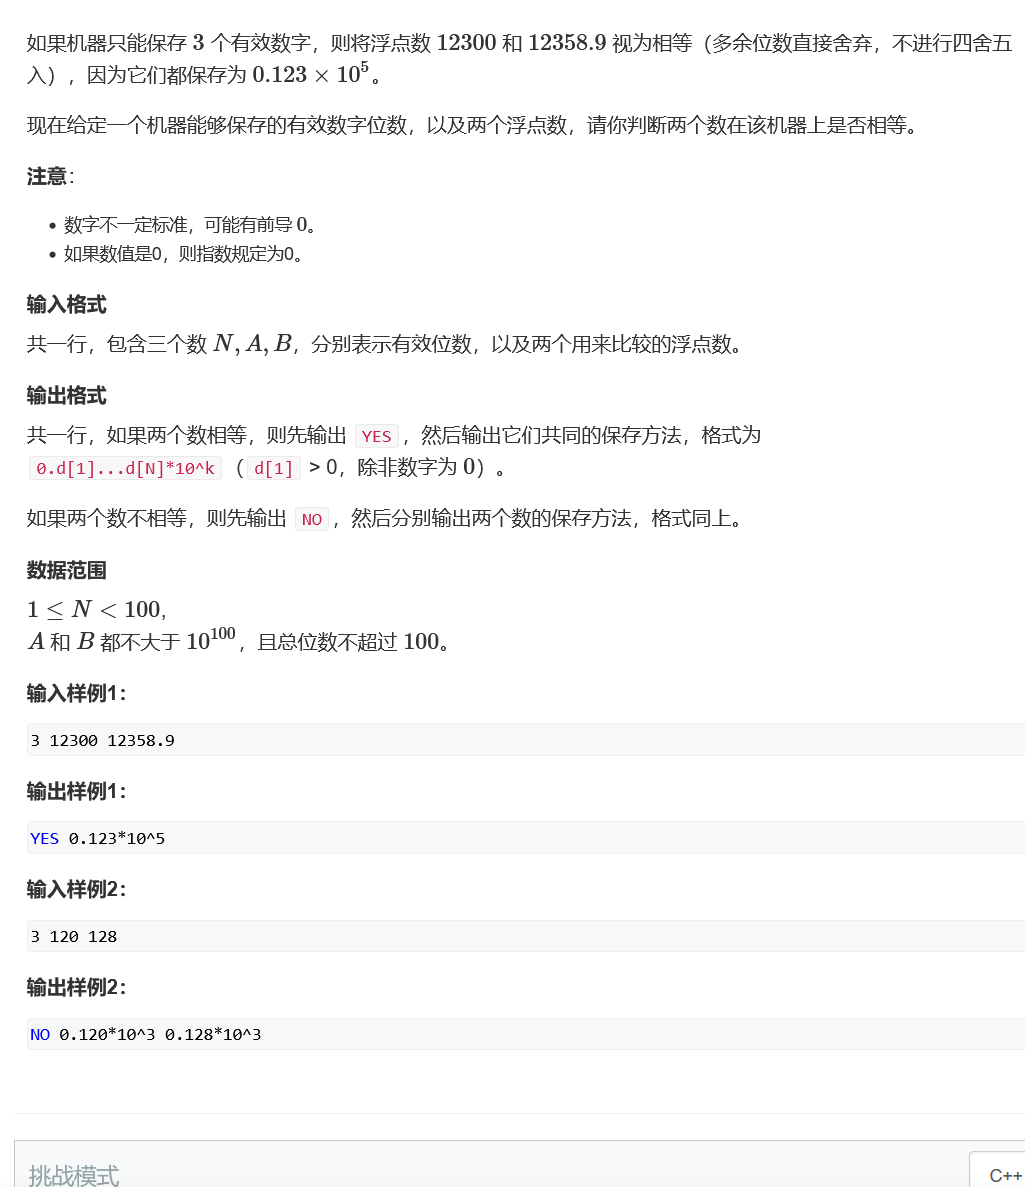 如果机器只能保存 3 个有效数字，则将浮点数 12300 和 12358.9 视为相等（多余位数直接舍弃，不进行四舍五
入），因为它们都保存为 0.123 × 10^5。
现在给定一个机器能够保存的有效数字位数，以及两个浮点数，请你判断两个数在该机器上是否相等。
注意：
• 数字不一定标准，可能有前导 0。
• 如果数值是0，则指数规定为0。
输入格式
共一行，包含三个数 N, A, B，分别表示有效位数，以及两个用来比较的浮点数。
输出格式
共一行，如果两个数相等，则先输出 YES ，然后输出它们共同的保存方法，格式为
0.d[1]...d[N]*10^k （ d[1] > 0，除非数字为 0）。
如果两个数不相等，则先输出 NO ，然后分别输出两个数的保存方法，格式同上。
数据范围
1 ≤ N < 100,
A 和 B 都不大于 10^100，且总位数不超过 100。
输入样例1：
3 12300 12358.9
输出样例1：
YES 0.123*10^5
输入样例2：
3 120 128
输出样例2：
NO 0.120*10^3 0.128*10^3
挑战模式
C++